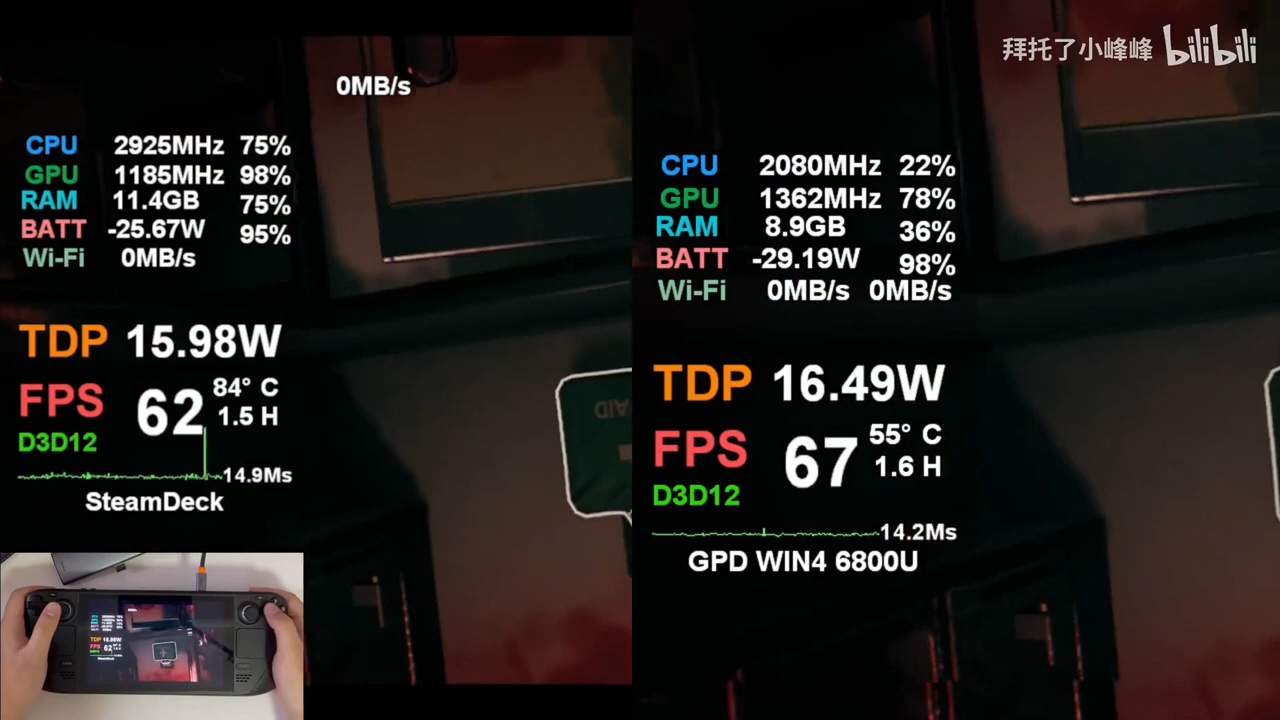 拜托了小峰峰 bilibili
0MB/s
CPU 2925MHz 75%
GPU 1185MHz 98%
RAM 11.4GB 75%
BATT -25.67W 95%
Wi-Fi 0MB/s
TDP 15.98W
FPS 62 84° C
1.5 H
D3D12
14.9Ms
SteamDeck
CPU 2080MHz 22%
GPU 1362MHz 78%
RAM 8.9GB 36%
BATT -29.19W 98%
Wi-Fi 0MB/s 0MB/s
TDP 16.49W
FPS 67 55° C
1.6 H
D3D12
14.2Ms
GPD WIN4 6800U